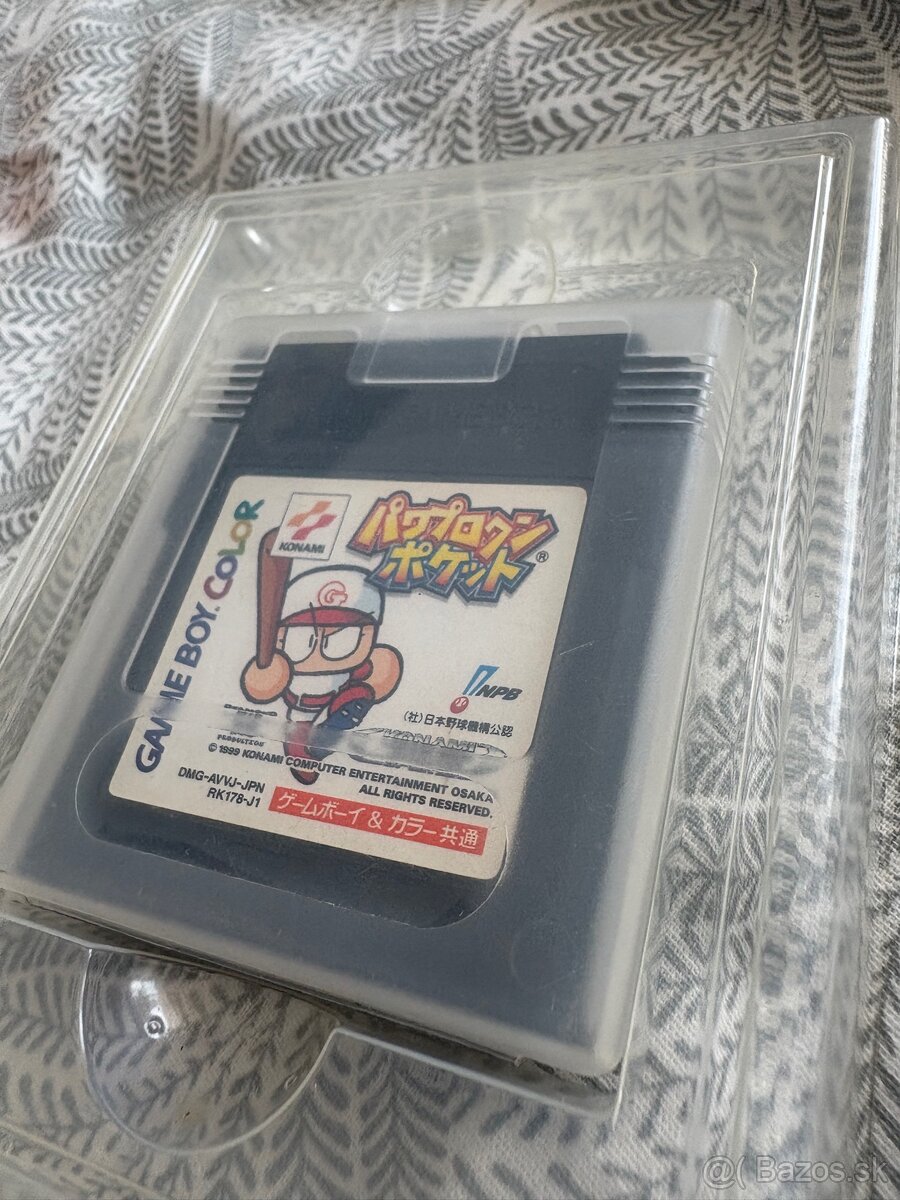 GAME BOY COLOR
KONAMI
パワプロクン
ポケット®
NPB
(社)日本野球機構公認
KONAMI
PRODUCTION
© 1999 KONAMI COMPUTER ENTERTAINMENT OSAKA
ALL RIGHTS RESERVED.
DMG-AVVJ-JPN
RK178-J1
ゲームボーイ & カラー共通
@( Bazos.sk